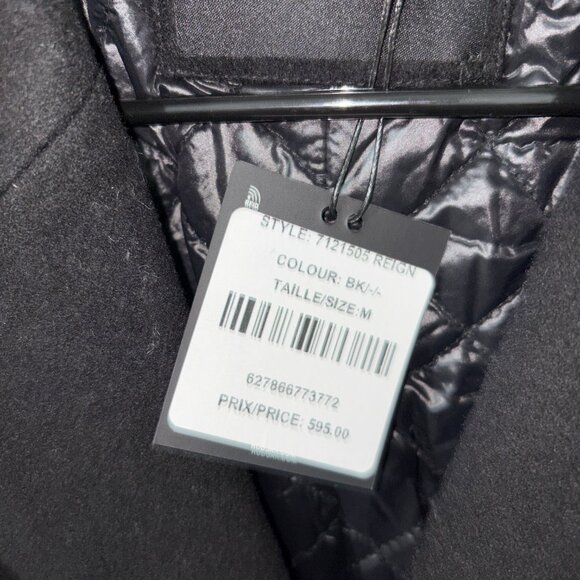 STYLE: 7121505 REIGN
COLOUR: BK/-/-
TAILLE/SIZE:M
627866773772
PRIX/PRICE: 595.00